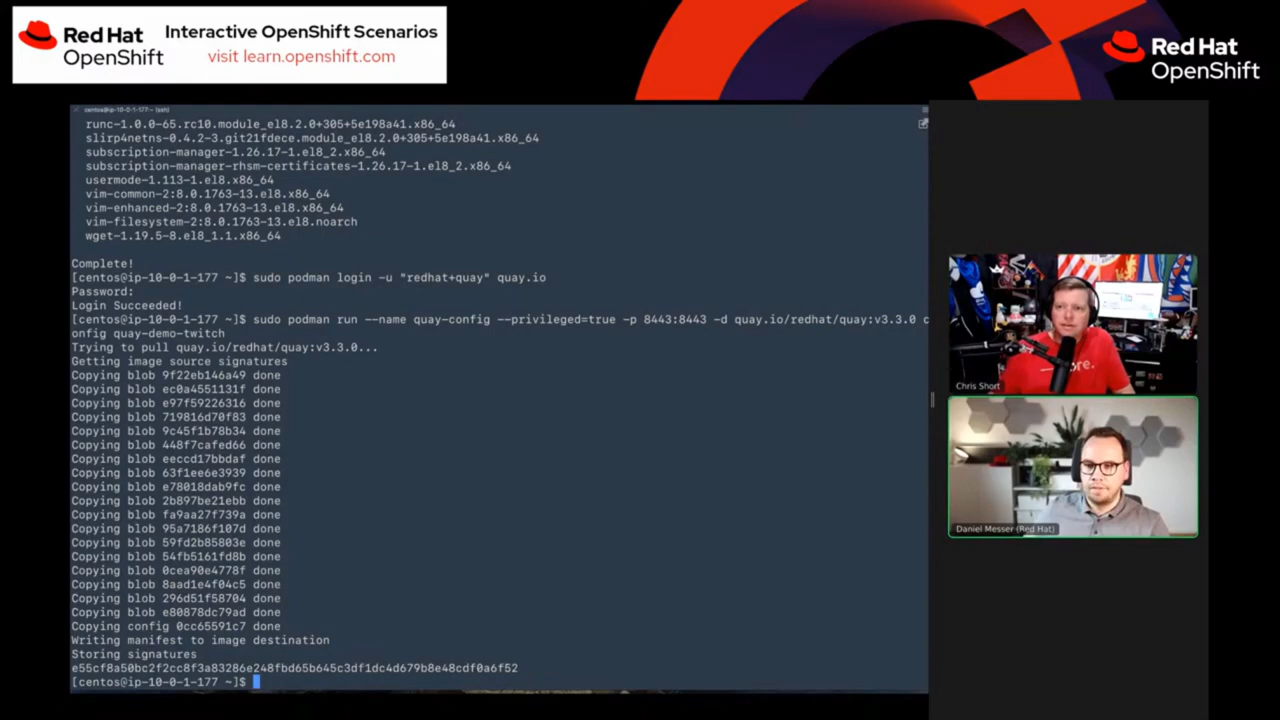 Red Hat
OpenShift
Interactive OpenShift Scenarios
visit learn.openshift.com
Red Hat
OpenShift
centos@ip-10-0-1-177:~ (ssh)
runc-1.0.0-65.rc10.module_el8.2.0+305+5e198a41.x86_64
slirp4netns-0.4.2-3.git21fdece.module_el8.2.0+305+5e198a41.x86_64
subscription-manager-1.26.17-1.el8_2.x86_64
subscription-manager-rhsm-certificates-1.26.17-1.el8_2.x86_64
usermode-1.113-1.el8.x86_64
vim-common-2:8.0.1763-13.el8.x86_64
vim-enhanced-2:8.0.1763-13.el8.x86_64
vim-filesystem-2:8.0.1763-13.el8.noarch
wget-1.19.5-8.el8_1.1.x86_64
Complete!
[centos@ip-10-0-1-177 ~]$ sudo podman login -u "redhat+quay" quay.io
Password:
Login Succeeded!
[centos@ip-10-0-1-177 ~]$ sudo podman run --name quay-config --privileged=true -p 8443:8443 -d quay.io/redhat/quay:v3.3.0 c
onfig quay-demo-twitch
Trying to pull quay.io/redhat/quay:v3.3.0...
Getting image source signatures
Copying blob 9f22eb146a49 done
Copying blob ec0a4551131f done
Copying blob e97f59226316 done
Copying blob 719816d70f83 done
Copying blob 9c45f1b78b34 done
Copying blob 448f7cafed66 done
Copying blob eeccd17bbdaf done
Copying blob 63f1ee6e3939 done
Copying blob e78018dab9fc done
Copying blob 2b897be21ebb done
Copying blob fa9aa27f739a done
Copying blob 95a7186f107d done
Copying blob 59fd2b85803e done
Copying blob 54fb5161fd8b done
Copying blob 0cea90e4778f done
Copying blob 8aad1e4f04c5 done
Copying blob 296d51f58704 done
Copying blob e80878dc79ad done
Copying config 0cc65591c7 done
Writing manifest to image destination
Storing signatures
e55cf8a50bc2f2cc8f3a83286e248fbd65b645c3df1dc4d679b8e48cdf0a6f52
[centos@ip-10-0-1-177 ~]$
Chris Short
Daniel Messer (Red Hat)